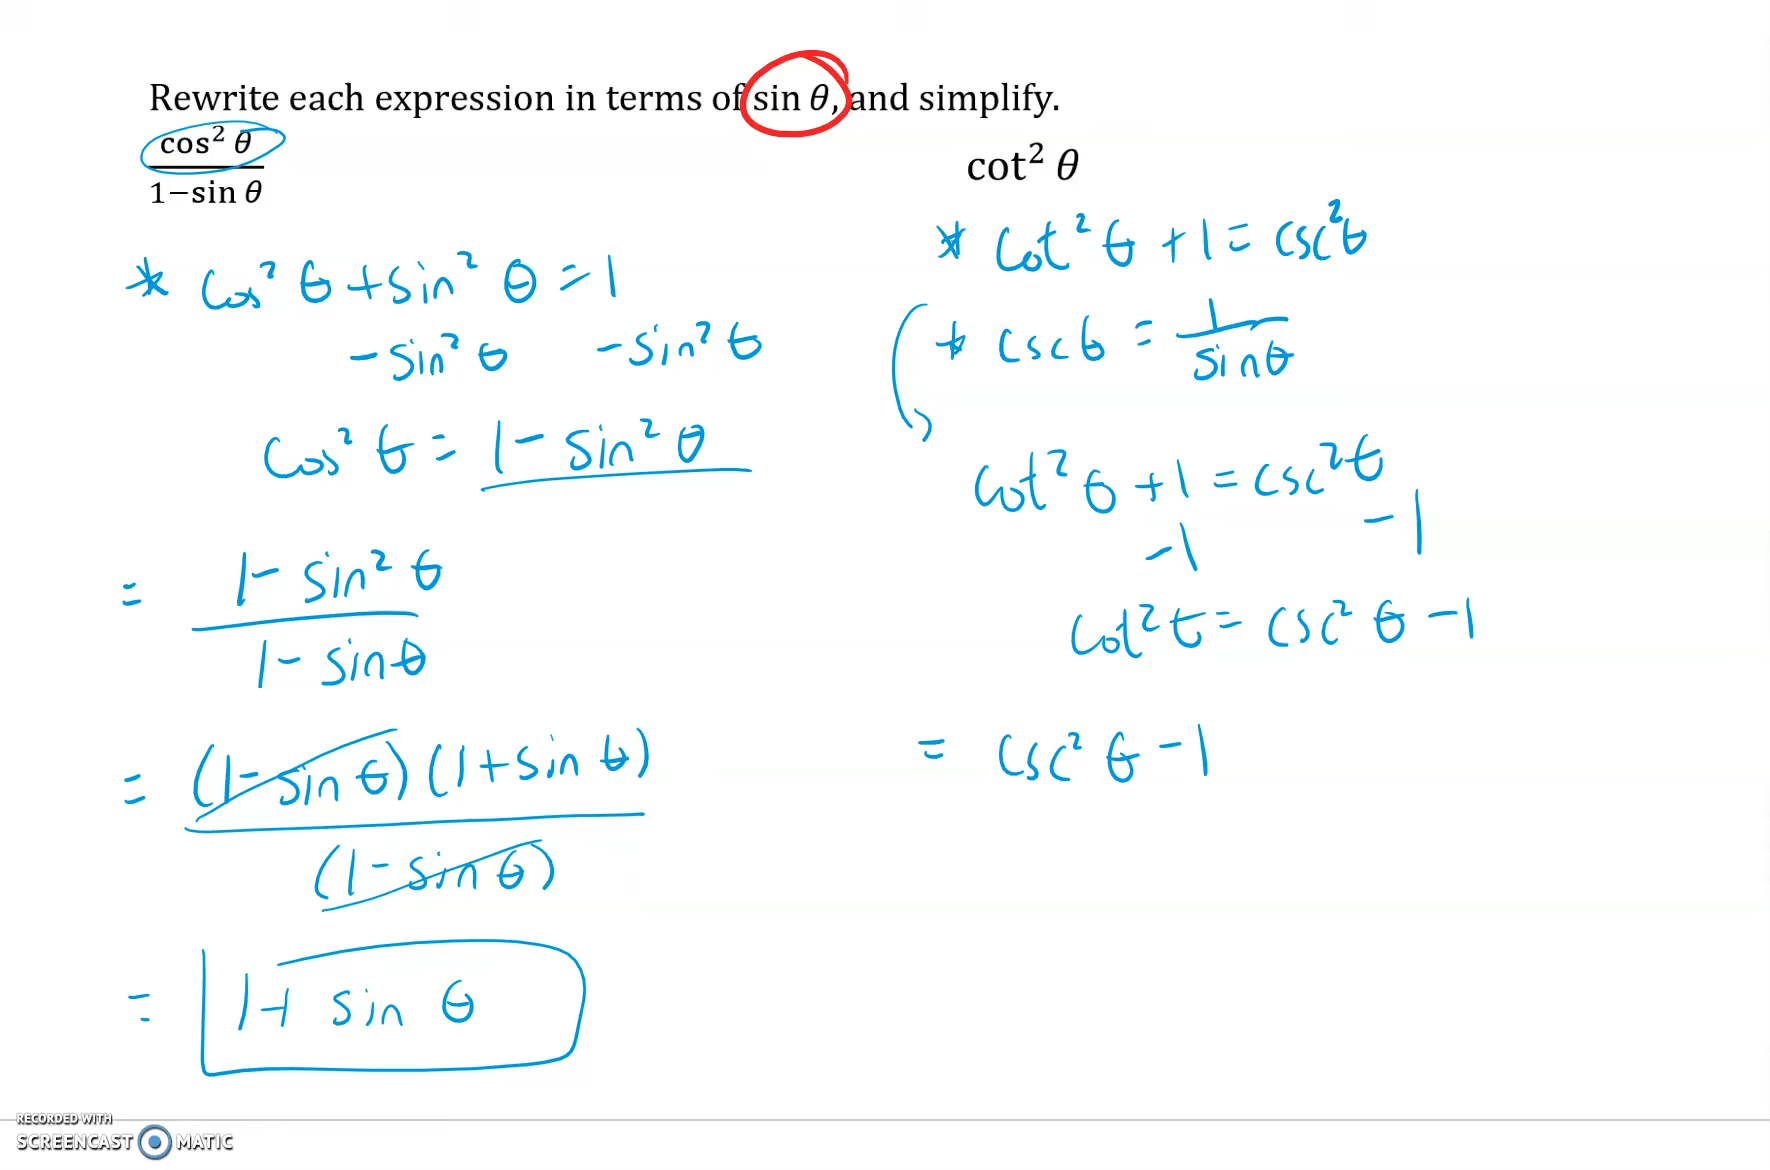 Rewrite each expression in terms of sin θ, and simplify.
cos² θ
1−sin θ
* cos² θ + sin² θ = 1
− sin² θ − sin² θ
cos² θ = 1 − sin² θ
= 1 − sin² θ
1 − sin θ
= (1 − sin θ)(1 + sin θ)
(1 − sin θ)
= 1 + sin θ
cot² θ
* cot² θ + 1 = csc² θ
* csc θ = 1
sin θ
cot² θ + 1 = csc² θ
−1 −1
cot² θ = csc² θ − 1
= csc² θ − 1
RECORDED WITH
SCREENCAST MATIC